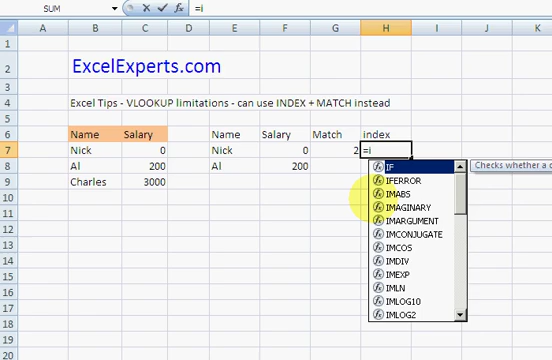 SUM =i
A B C D E F G H I J K L
1
2 ExcelExperts.com
3
4 Excel Tips - VLOOKUP limitations - can use INDEX + MATCH instead
5
6 Name Salary Name Salary Match index
7 Nick 0 Nick 0 2 =i
8 Al 200 Al 200 IF Checks whether a c
9 Charles 3000 IFERROR
10 IMABS
11 IMAGINARY
12 IMARGUMENT
13 IMCONJUGATE
14 IMCOS
15 IMDIV
16 IMEXP
17 IMLN
18 IMLOG10
IMLOG2
19
20